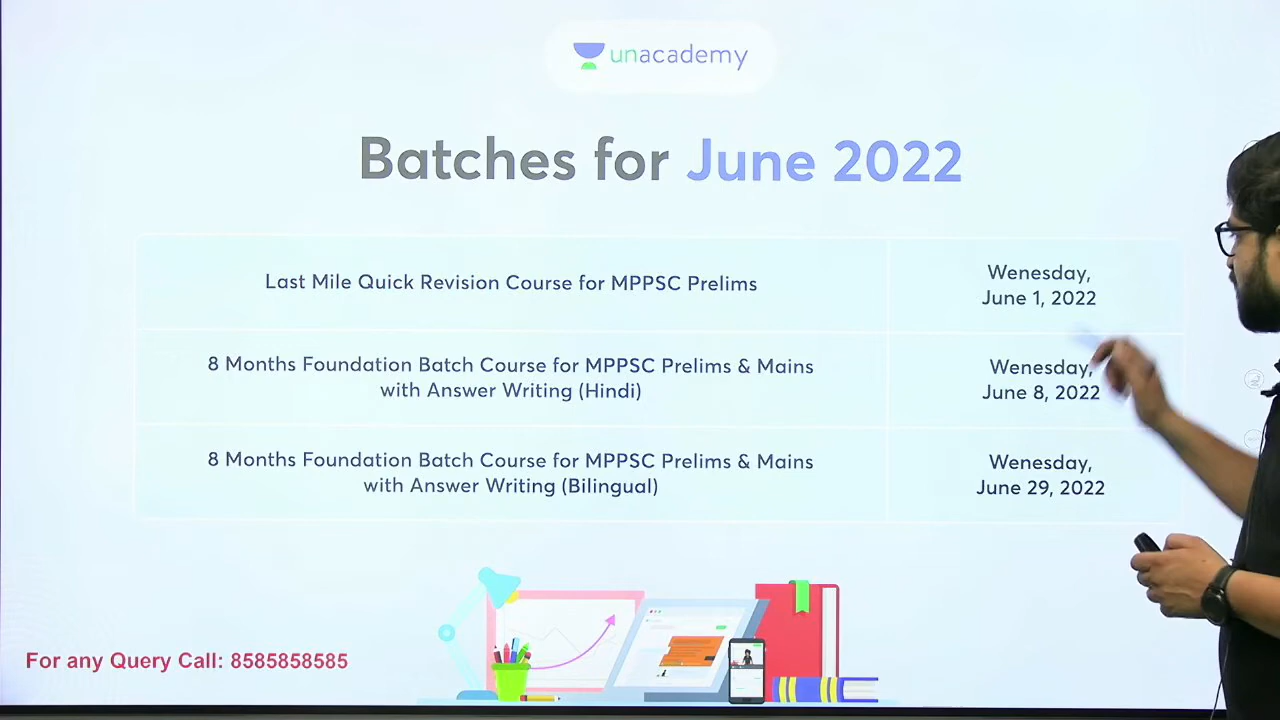 unacademy
Batches for June 2022
Last Mile Quick Revision Course for MPPSC Prelims
Wenesday,
June 1, 2022
8 Months Foundation Batch Course for MPPSC Prelims & Mains
with Answer Writing (Hindi)
Wenesday,
June 8, 2022
8 Months Foundation Batch Course for MPPSC Prelims & Mains
with Answer Writing (Bilingual)
Wenesday,
June 29, 2022
For any Query Call: 8585858585